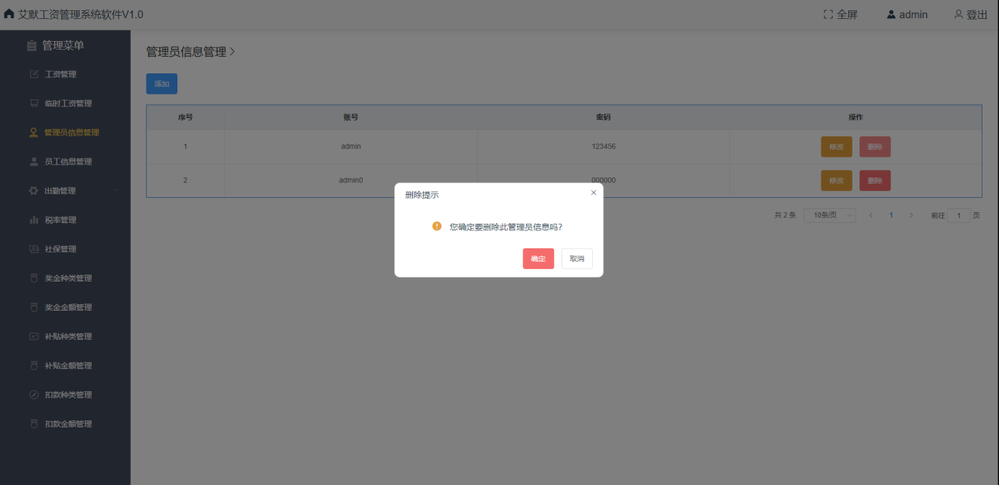 艾默工资管理系统软件V1.0
全屏 admin 登出
管理菜单
工资管理
临时工资管理
管理员信息管理
员工信息管理
出勤管理
税率管理
社保管理
奖金种类管理
奖金金额管理
补贴种类管理
补贴金额管理
扣款种类管理
扣款金额管理
管理员信息管理
添加
序号 账号 密码 操作
1 admin 123456 修改 删除
2 admin0 000000 修改 删除
共 2 条 10条/页 1 前往 1 页
删除提示
您确定要删除此管理员信息吗?
确定 取消